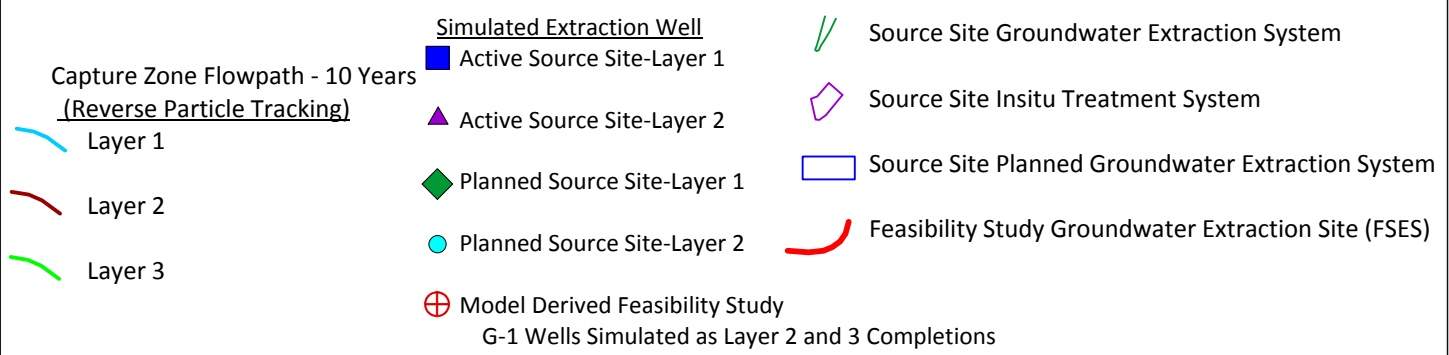 Capture Zone Flowpath - 10 Years
(Reverse Particle Tracking)
Layer 1
Layer 2
Layer 3
Simulated Extraction Well
Active Source Site-Layer 1
Active Source Site-Layer 2
Planned Source Site-Layer 1
Planned Source Site-Layer 2
Model Derived Feasibility Study
G-1 Wells Simulated as Layer 2 and 3 Completions
Source Site Groundwater Extraction System
Source Site Insitu Treatment System
Source Site Planned Groundwater Extraction System
Feasibility Study Groundwater Extraction Site (FSES)